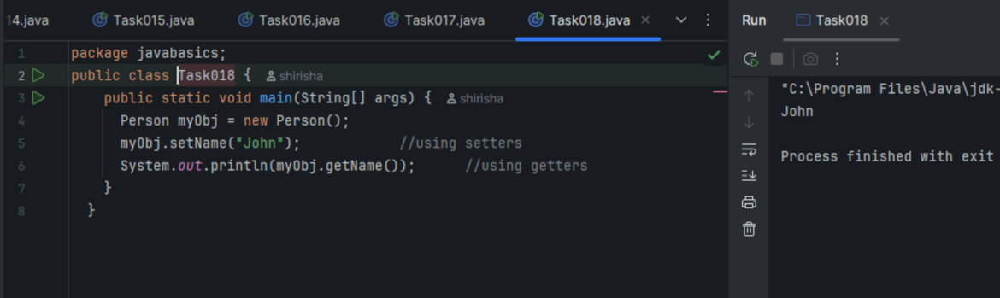 14.java Task015.java Task016.java Task017.java Task018.java
Run Task018
1 package javabasics;
2 public class Task018 { shirisha
3 public static void main(String[] args) { shirisha
4 Person myObj = new Person();
5 myObj.setName("John"); //using setters
6 System.out.println(myObj.getName()); //using getters
7 }
8 }
"C:\Program Files\Java\jdk-
John
Process finished with exit